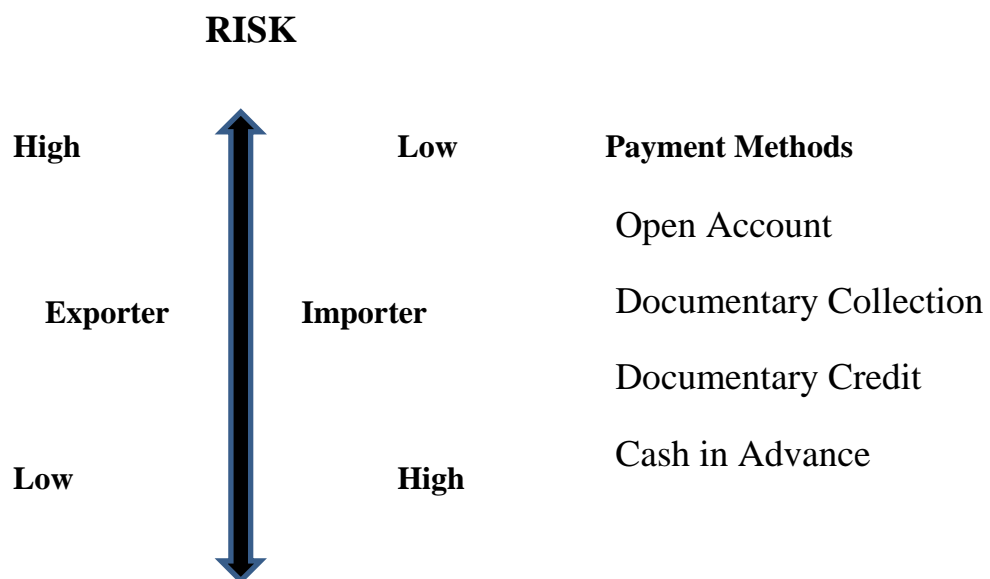 RISK
High Low Payment Methods
Open Account
Exporter Importer Documentary Collection
Documentary Credit
Cash in Advance
Low High